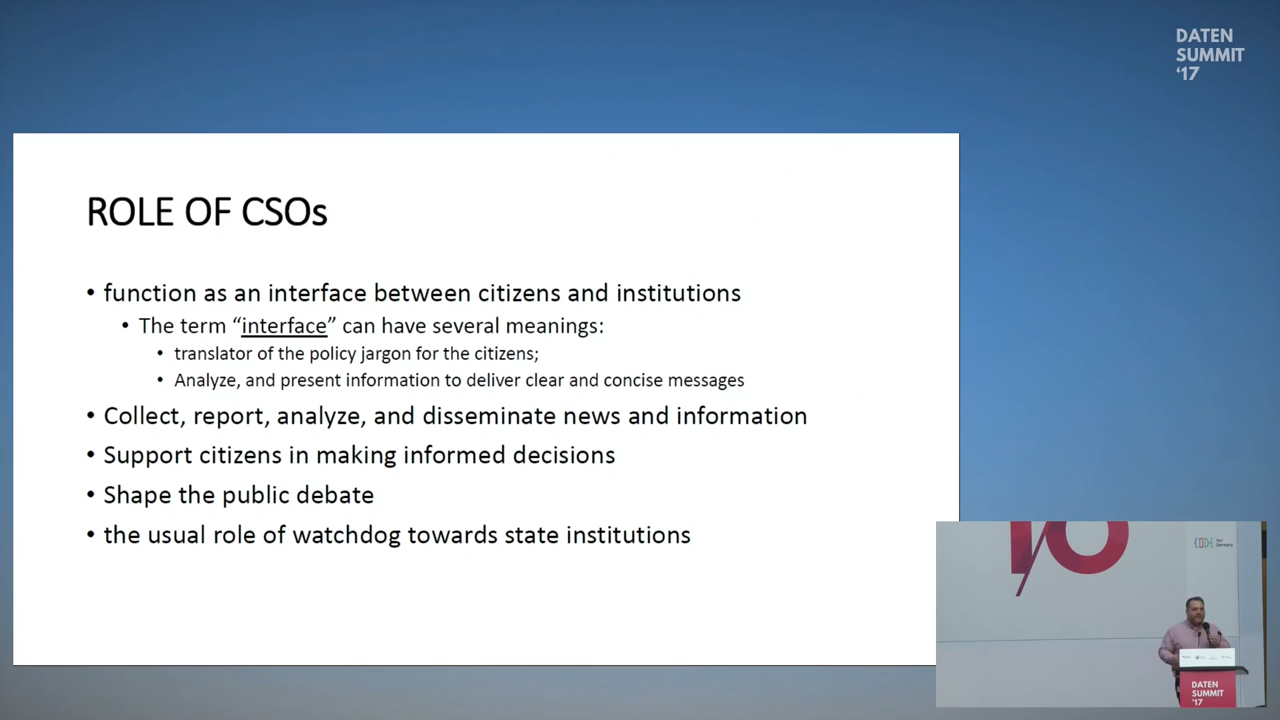 DATEN
SUMMIT
‘17
ROLE OF CSOs
• function as an interface between citizens and institutions
• The term “interface” can have several meanings:
• translator of the policy jargon for the citizens;
• Analyze, and present information to deliver clear and concise messages
• Collect, report, analyze, and disseminate news and information
• Support citizens in making informed decisions
• Shape the public debate
• the usual role of watchdog towards state institutions
CODE
for
Germany
DATEN
SUMMIT
‘17